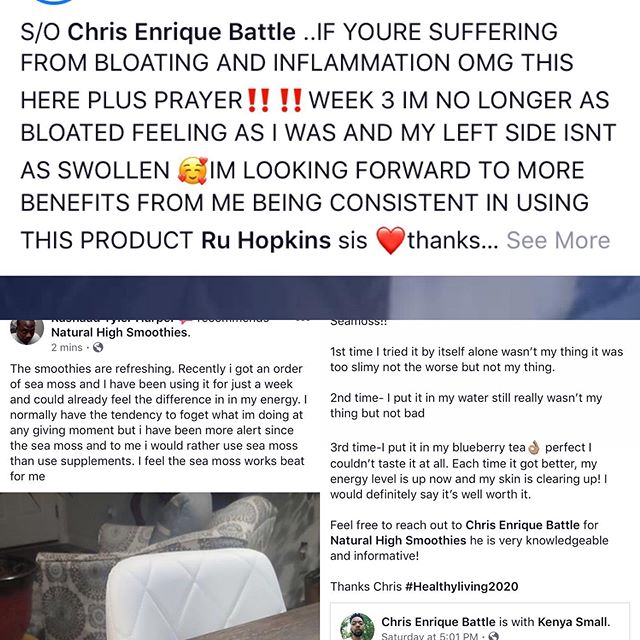 S/O Chris Enrique Battle ..IF YOURE SUFFERING
FROM BLOATING AND INFLAMMATION OMG THIS
HERE PLUS PRAYER‼️ ‼️ WEEK 3 IM NO LONGER AS
BLOATED FEELING AS I WAS AND MY LEFT SIDE ISNT
AS SWOLLEN 🥰IM LOOKING FORWARD TO MORE
BENEFITS FROM ME BEING CONSISTENT IN USING
THIS PRODUCT Ru Hopkins sis ❤️thanks... See More
Natural High Smoothies.
2 mins ·
The smoothies are refreshing. Recently i got an order
of sea moss and I have been using it for just a week
and could already feel the difference in in my energy. I
normally have the tendency to foget what im doing at
any giving moment but i have been more alert since
the sea moss and to me i would rather use sea moss
than use supplements. I feel the sea moss works beat
for me
Seamoss!!
1st time I tried it by itself alone wasn't my thing it was
too slimy not the worse but not my thing.
2nd time- I put it in my water still really wasn't my
thing but not bad
3rd time-I put it in my blueberry tea👌🏽 perfect I
couldn't taste it at all. Each time it got better, my
energy level is up now and my skin is clearing up! I
would definitely say it's well worth it.
Feel free to reach out to Chris Enrique Battle for
Natural High Smoothies he is very knowledgeable
and informative!
Thanks Chris #Healthyliving2020
Chris Enrique Battle is with Kenya Small.
Saturday at 5:01 PM ·